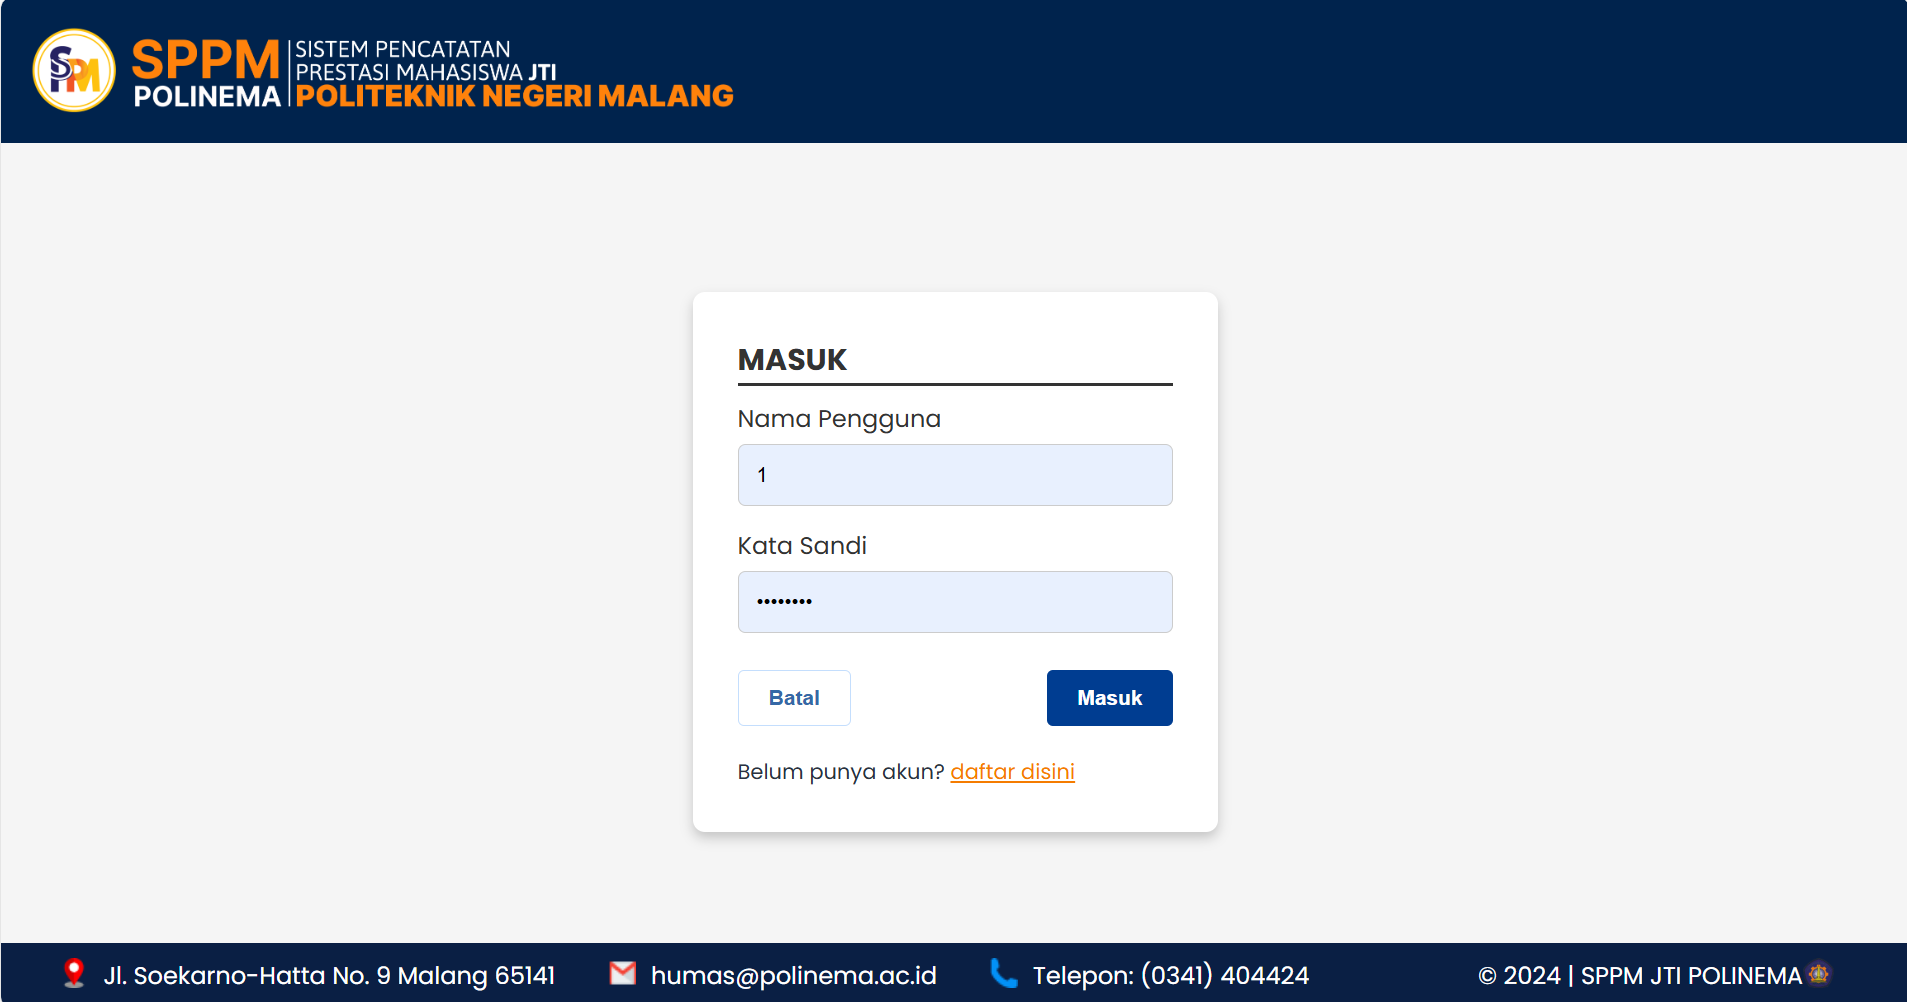 SPPM
SPPM
POLINEMA
SISTEM PENCATATAN
PRESTASI MAHASISWA JTI
POLITEKNIK NEGERI MALANG
MASUK
Nama Pengguna
1
Kata Sandi
••••••••
Batal
Masuk
Belum punya akun? daftar disini
Jl. Soekarno-Hatta No. 9 Malang 65141
humas@polinema.ac.id
Telepon: (0341) 404424
© 2024 | SPPM JTI POLINEMA